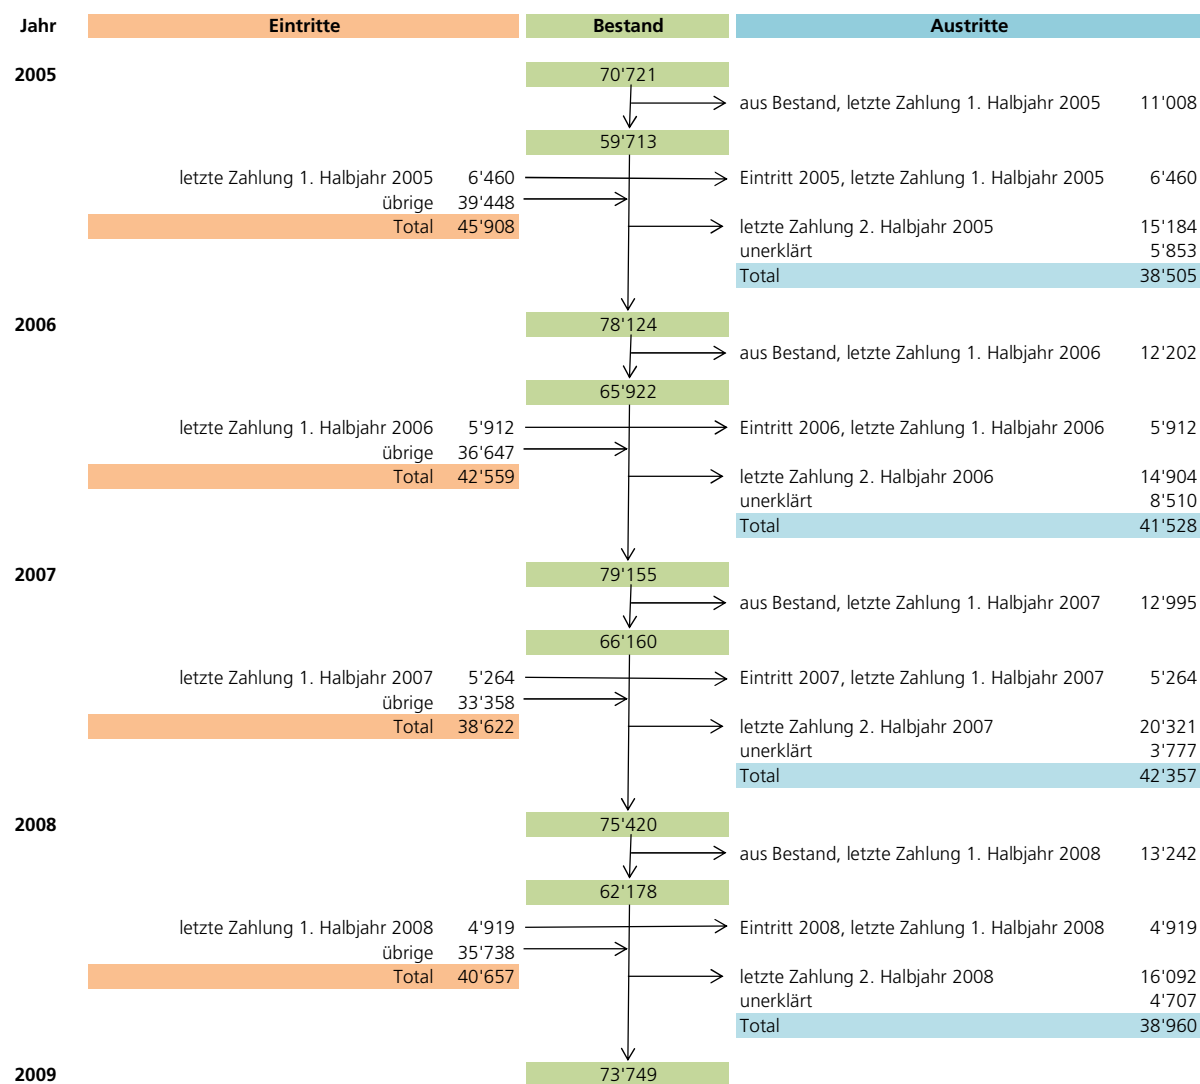 Jahr Eintritte Bestand Austritte
2005 70'721
aus Bestand, letzte Zahlung 1. Halbjahr 2005 11'008
59'713
letzte Zahlung 1. Halbjahr 2005 6'460 Eintritt 2005, letzte Zahlung 1. Halbjahr 2005 6'460
übrige 39'448
Total 45'908 letzte Zahlung 2. Halbjahr 2005 15'184
unerklärt 5'853
Total 38'505
2006 78'124
aus Bestand, letzte Zahlung 1. Halbjahr 2006 12'202
65'922
letzte Zahlung 1. Halbjahr 2006 5'912 Eintritt 2006, letzte Zahlung 1. Halbjahr 2006 5'912
übrige 36'647
Total 42'559 letzte Zahlung 2. Halbjahr 2006 14'904
unerklärt 8'510
Total 41'528
2007 79'155
aus Bestand, letzte Zahlung 1. Halbjahr 2007 12'995
66'160
letzte Zahlung 1. Halbjahr 2007 5'264 Eintritt 2007, letzte Zahlung 1. Halbjahr 2007 5'264
übrige 33'358
Total 38'622 letzte Zahlung 2. Halbjahr 2007 20'321
unerklärt 3'777
Total 42'357
2008 75'420
aus Bestand, letzte Zahlung 1. Halbjahr 2008 13'242
62'178
letzte Zahlung 1. Halbjahr 2008 4'919 Eintritt 2008, letzte Zahlung 1. Halbjahr 2008 4'919
übrige 35'738
Total 40'657 letzte Zahlung 2. Halbjahr 2008 16'092
unerklärt 4'707
Total 38'960
2009 73'749